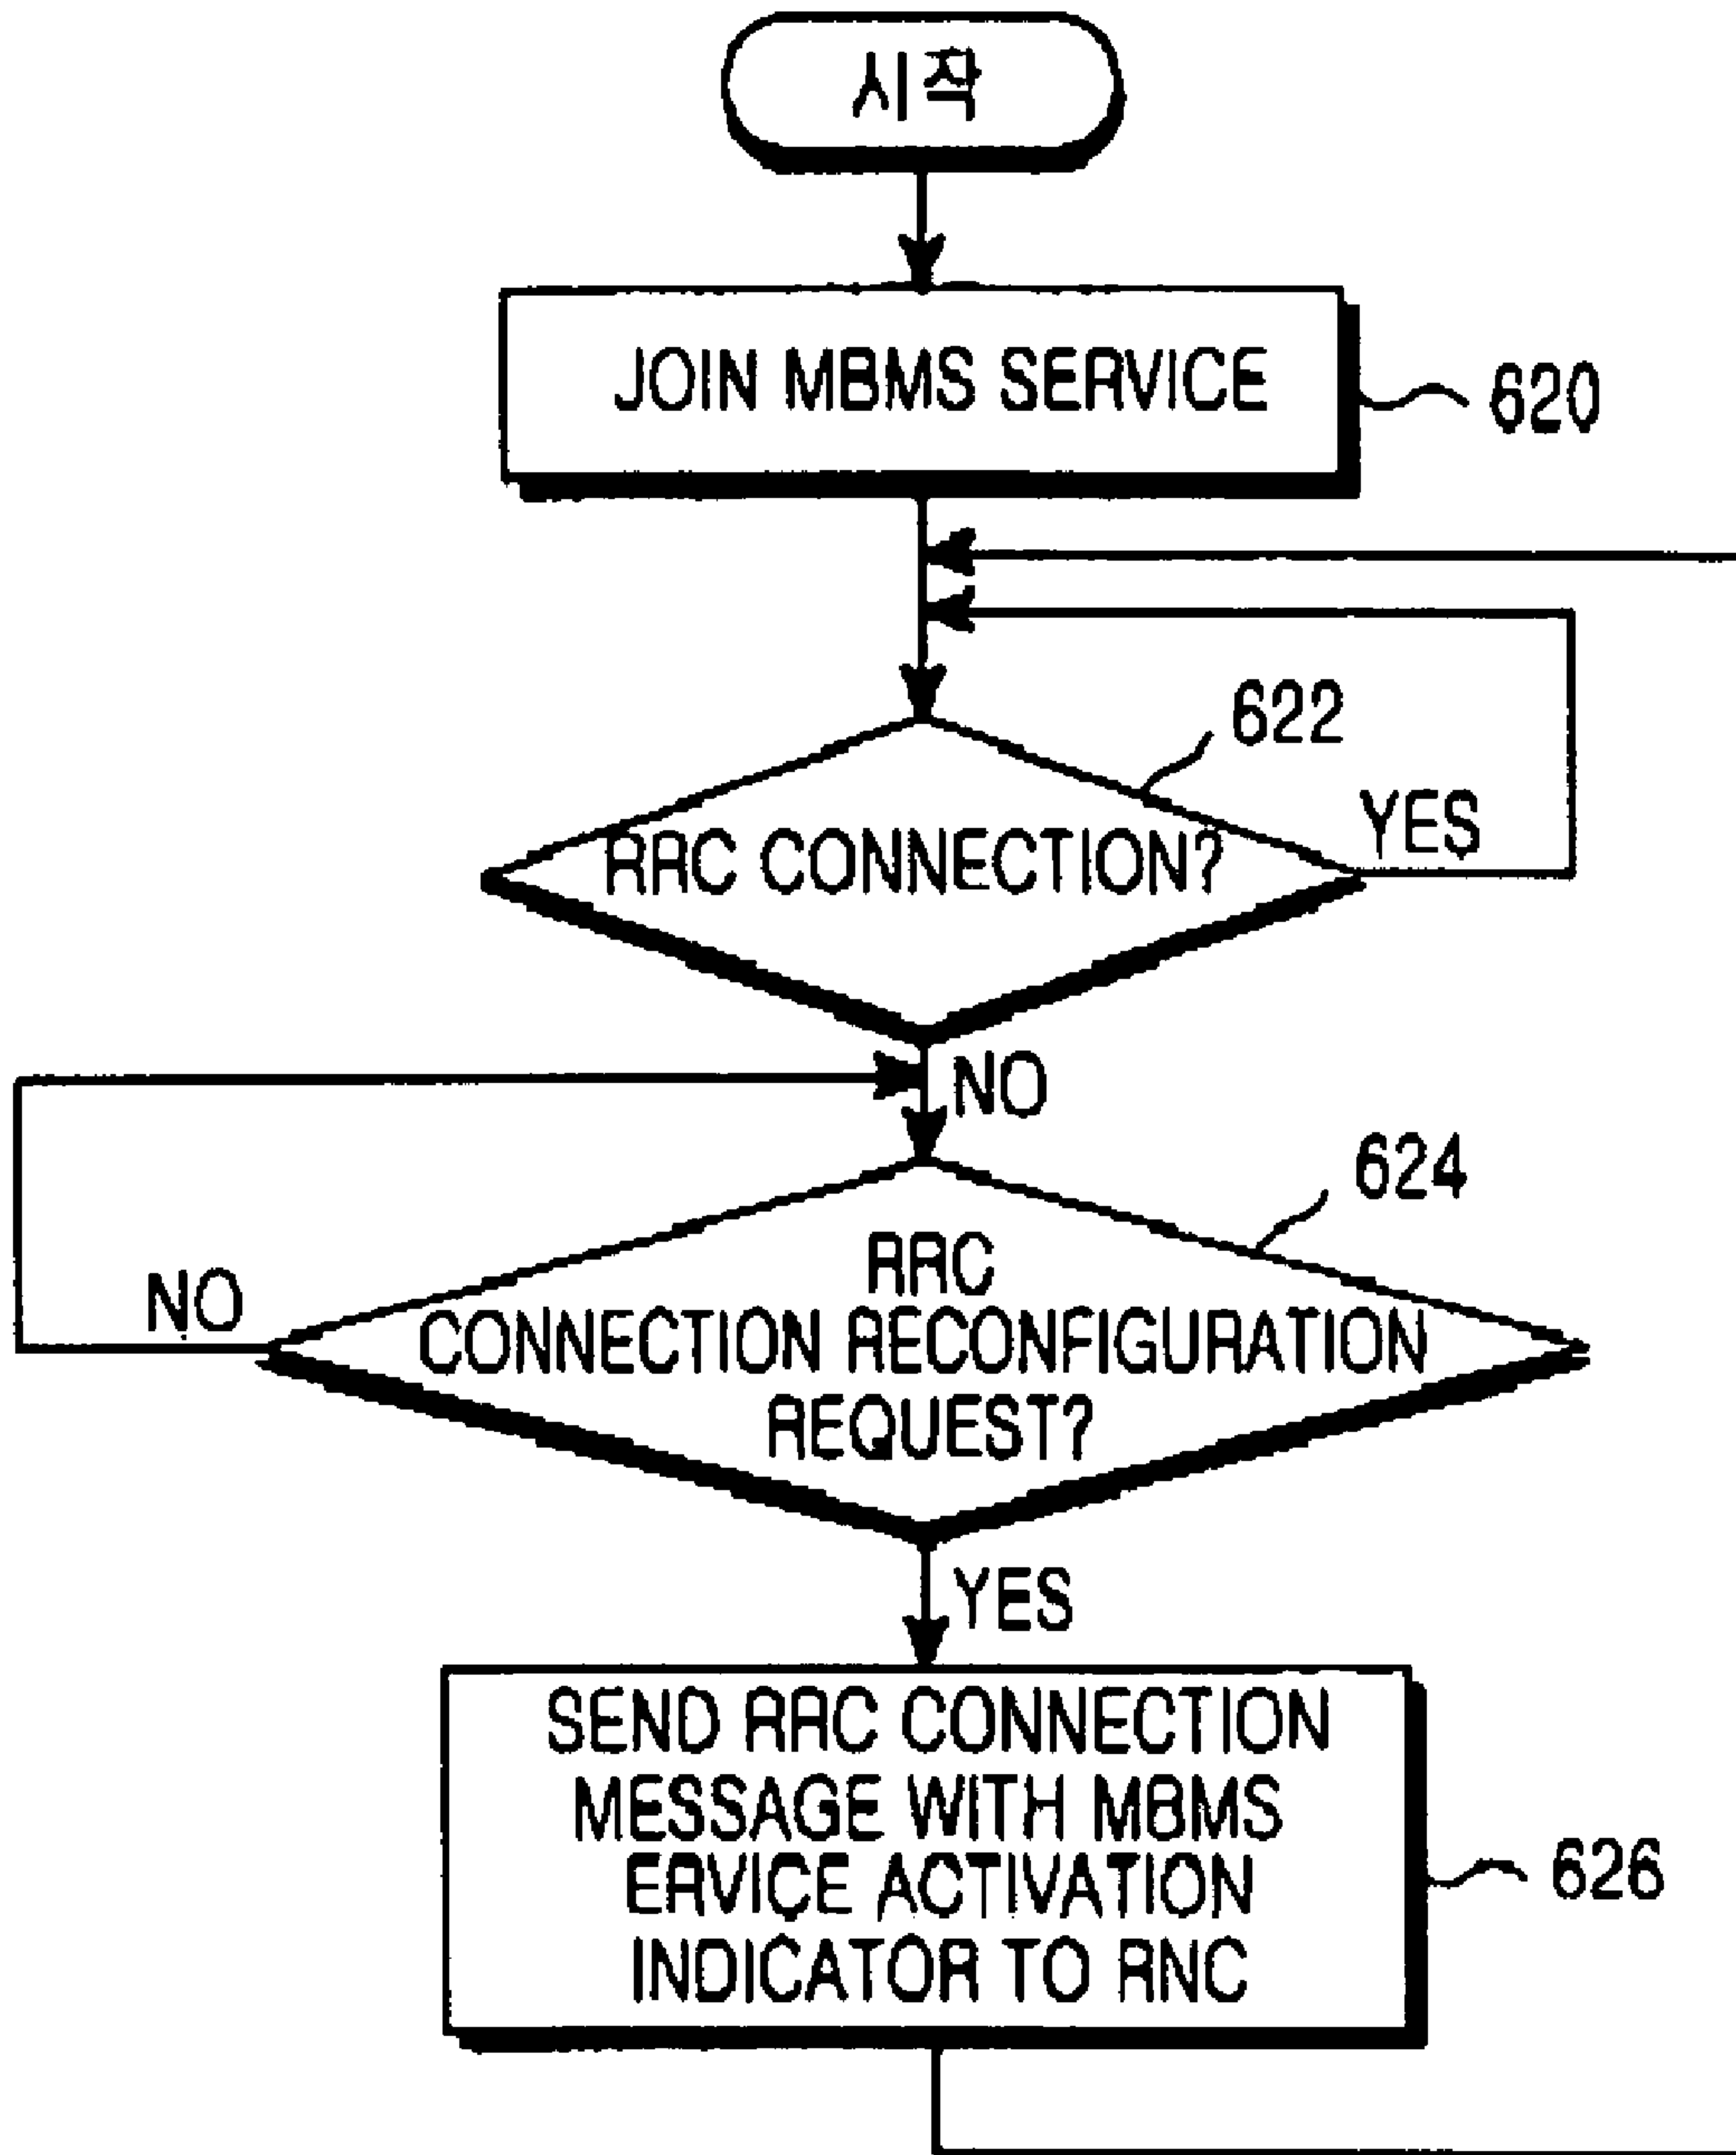 시작
JOIN MBMS SERVICE
620
622
RRC CONNECTION?
YES
NO
624
RRC
CONNECTION RECONFIGURATION
REQUEST?
NO
YES
SEND RRC CONNECTION
MESSAGE WITH MBMS
ERVICE ACTIVATION
INDICATOR TO RNC
626